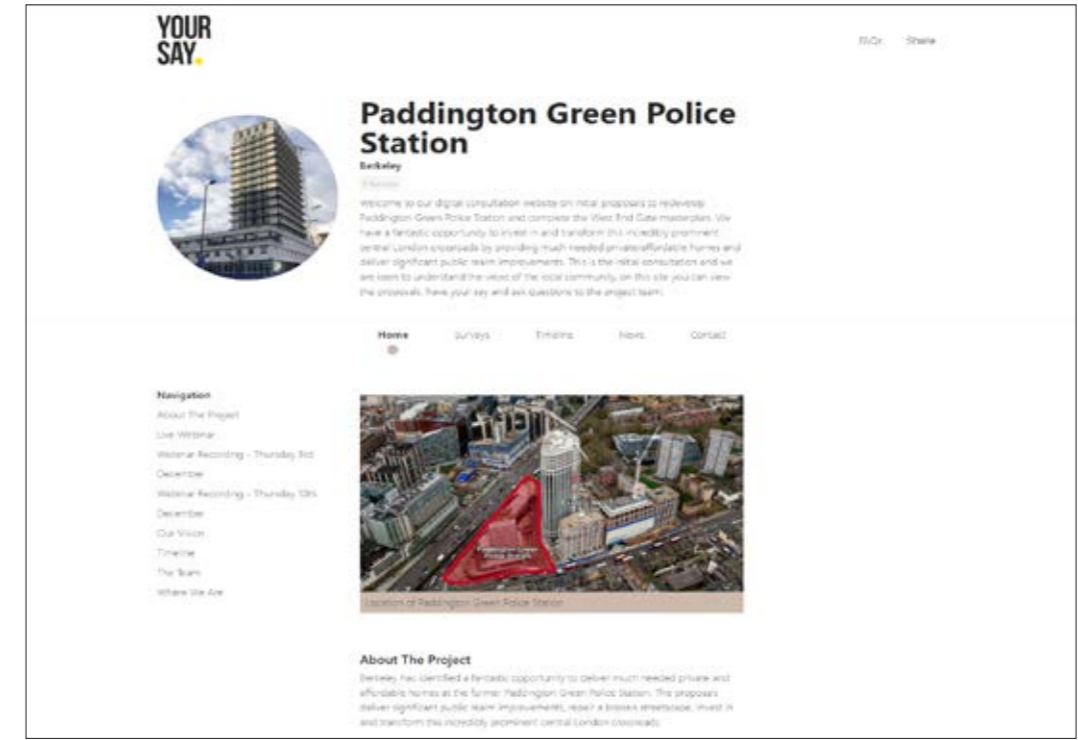 YOUR
SAY.
FAQs Share
Paddington Green Police
Station
Berkeley
Welcome to our digital consultation website on initial proposals to redevelop
Paddington Green Police Station and complete the West End Gate masterplan. We
have a fantastic opportunity to invest in and transform this incredibly prominent
central London crossroads by providing much needed private/affordable homes and
deliver significant public realm improvements. This is the initial consultation and we
are keen to understand the views of the local community, on this site you can view
the proposals, have your say and ask questions to the project team.
Home Surveys Timeline News Contact
Navigation
About The Project
Live Webinar
Webinar Recording - Thursday 3rd
December
Webinar Recording - Thursday 10th
December
Our Vision
Timeline
The Team
Where We Are
Paddington Green
Police Station
Location of Paddington Green Police Station
About The Project
Berkeley has identified a fantastic opportunity to deliver much needed private and
affordable homes at the former Paddington Green Police Station. The proposals
deliver significant public realm improvements, repair a broken streetscape, invest in
and transform this incredibly prominent central London crossroads.